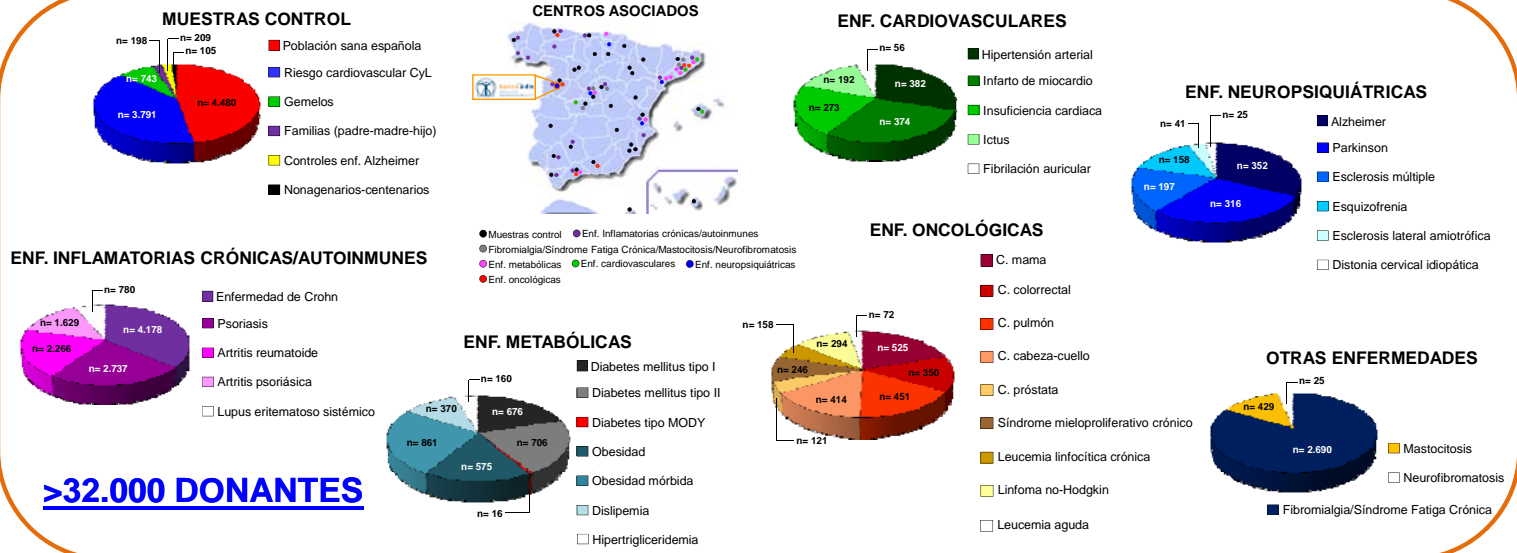 MUESTRAS CONTROL
n= 198
n= 209
n= 105
n= 743
n= 4.480
n= 3.791
Población sana española
Riesgo cardiovascular CyL
Gemelos
Familias (padre-madre-hijo)
Controles enf. Alzheimer
Nonagenarios-centenarios
CENTROS ASOCIADOS
Muestras control Enf. Inflamatorias crónicas/autoinmunes
Fibromialgia/Síndrome Fatiga Crónica/Mastocitosis/Neurofibromatosis
Enf. metabólicas Enf. cardiovasculares Enf. neuropsiquiátricas
Enf. oncológicas
ENF. CARDIOVASCULARES
n= 56
n= 192
n= 382
n= 273
n= 374
Hipertensión arterial
Infarto de miocardio
Insuficiencia cardiaca
Ictus
Fibrilación auricular
ENF. NEUROPSIQUIÁTRICAS
n= 25
n= 41
n= 158
n= 352
n= 197
n= 316
Alzheimer
Parkinson
Esclerosis múltiple
Esquizofrenia
Esclerosis lateral amiotrófica
Distonia cervical idiopática
ENF. INFLAMATORIAS CRÓNICAS/AUTOINMUNES
n= 780
n= 1.629
n= 4.178
n= 2.266
n= 2.737
Enfermedad de Crohn
Psoriasis
Artritis reumatoide
Artritis psoriásica
Lupus eritematoso sistémico
ENF. METABÓLICAS
n= 160
n= 370
n= 676
n= 861
n= 706
n= 575
n= 16
Diabetes mellitus tipo I
Diabetes mellitus tipo II
Diabetes tipo MODY
Obesidad
Obesidad mórbida
Dislipemia
Hipertrigliceridemia
ENF. ONCOLÓGICAS
n= 72
n= 158
n= 294
n= 525
n= 246
n= 350
n= 414
n= 451
n= 121
C. mama
C. colorrectal
C. pulmón
C. cabeza-cuello
C. próstata
Síndrome mieloproliferativo crónico
Leucemia linfocítica crónica
Linfoma no-Hodgkin
Leucemia aguda
OTRAS ENFERMEDADES
n= 25
n= 429
n= 2.690
Mastocitosis
Neurofibromatosis
Fibromialgia/Síndrome Fatiga Crónica
>32.000 DONANTES